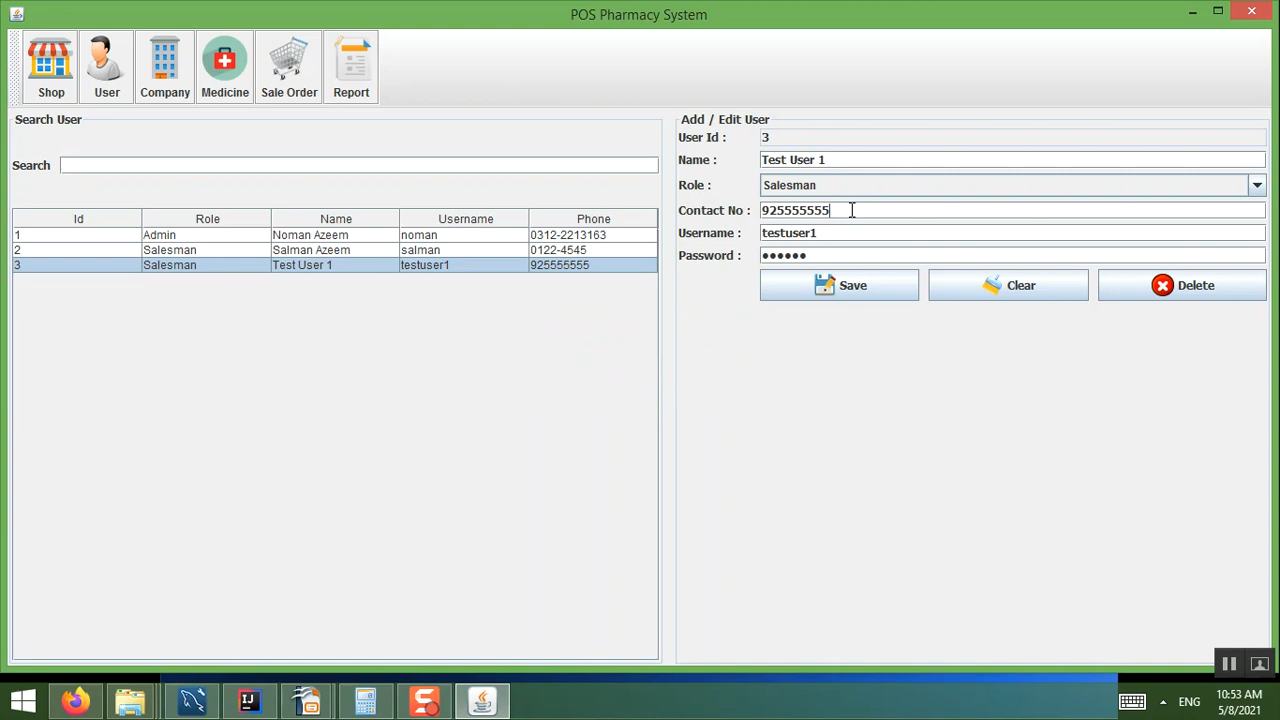 POS Pharmacy System
Shop User Company Medicine Sale Order Report
Search User
Search
Id Role Name Username Phone
1 Admin Noman Azeem noman 0312-2213163
2 Salesman Salman Azeem salman 0122-4545
3 Salesman Test User 1 testuser1 925555555
Add / Edit User
User Id : 3
Name : Test User 1
Role : Salesman
Contact No : 925555555
Username : testuser1
Password : ●●●●●●
Save Clear Delete
IJ
ENG
10:53 AM
5/8/2021